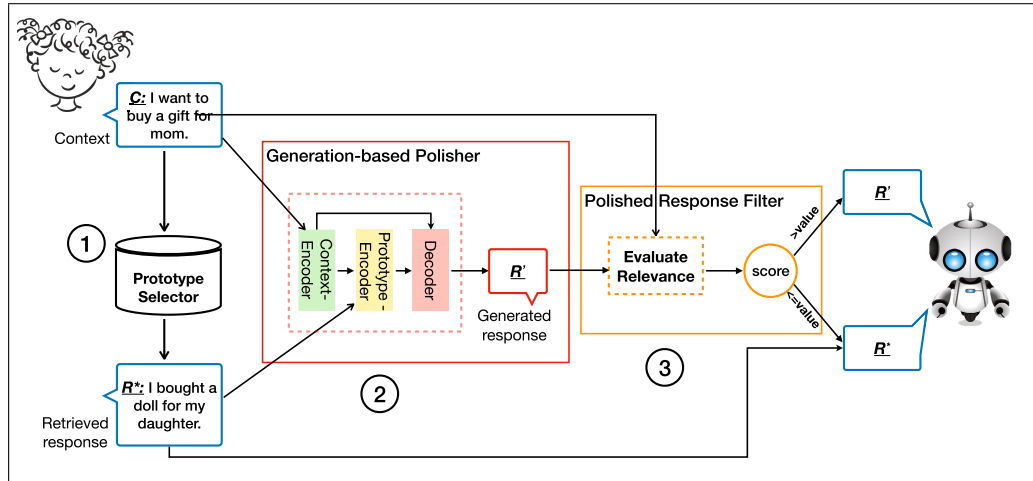 C: I want to
buy a gift for
mom.
Context
1
Prototype
Selector
R*: I bought a
doll for my
daughter.
Retrieved
response
Generation-based Polisher
Context-
Encoder
Prototype -
Encoder
Decoder
R'
Generated
response
2
Polished Response Filter
Evaluate
Relevance
score
>value
<=value
3
R'
R*